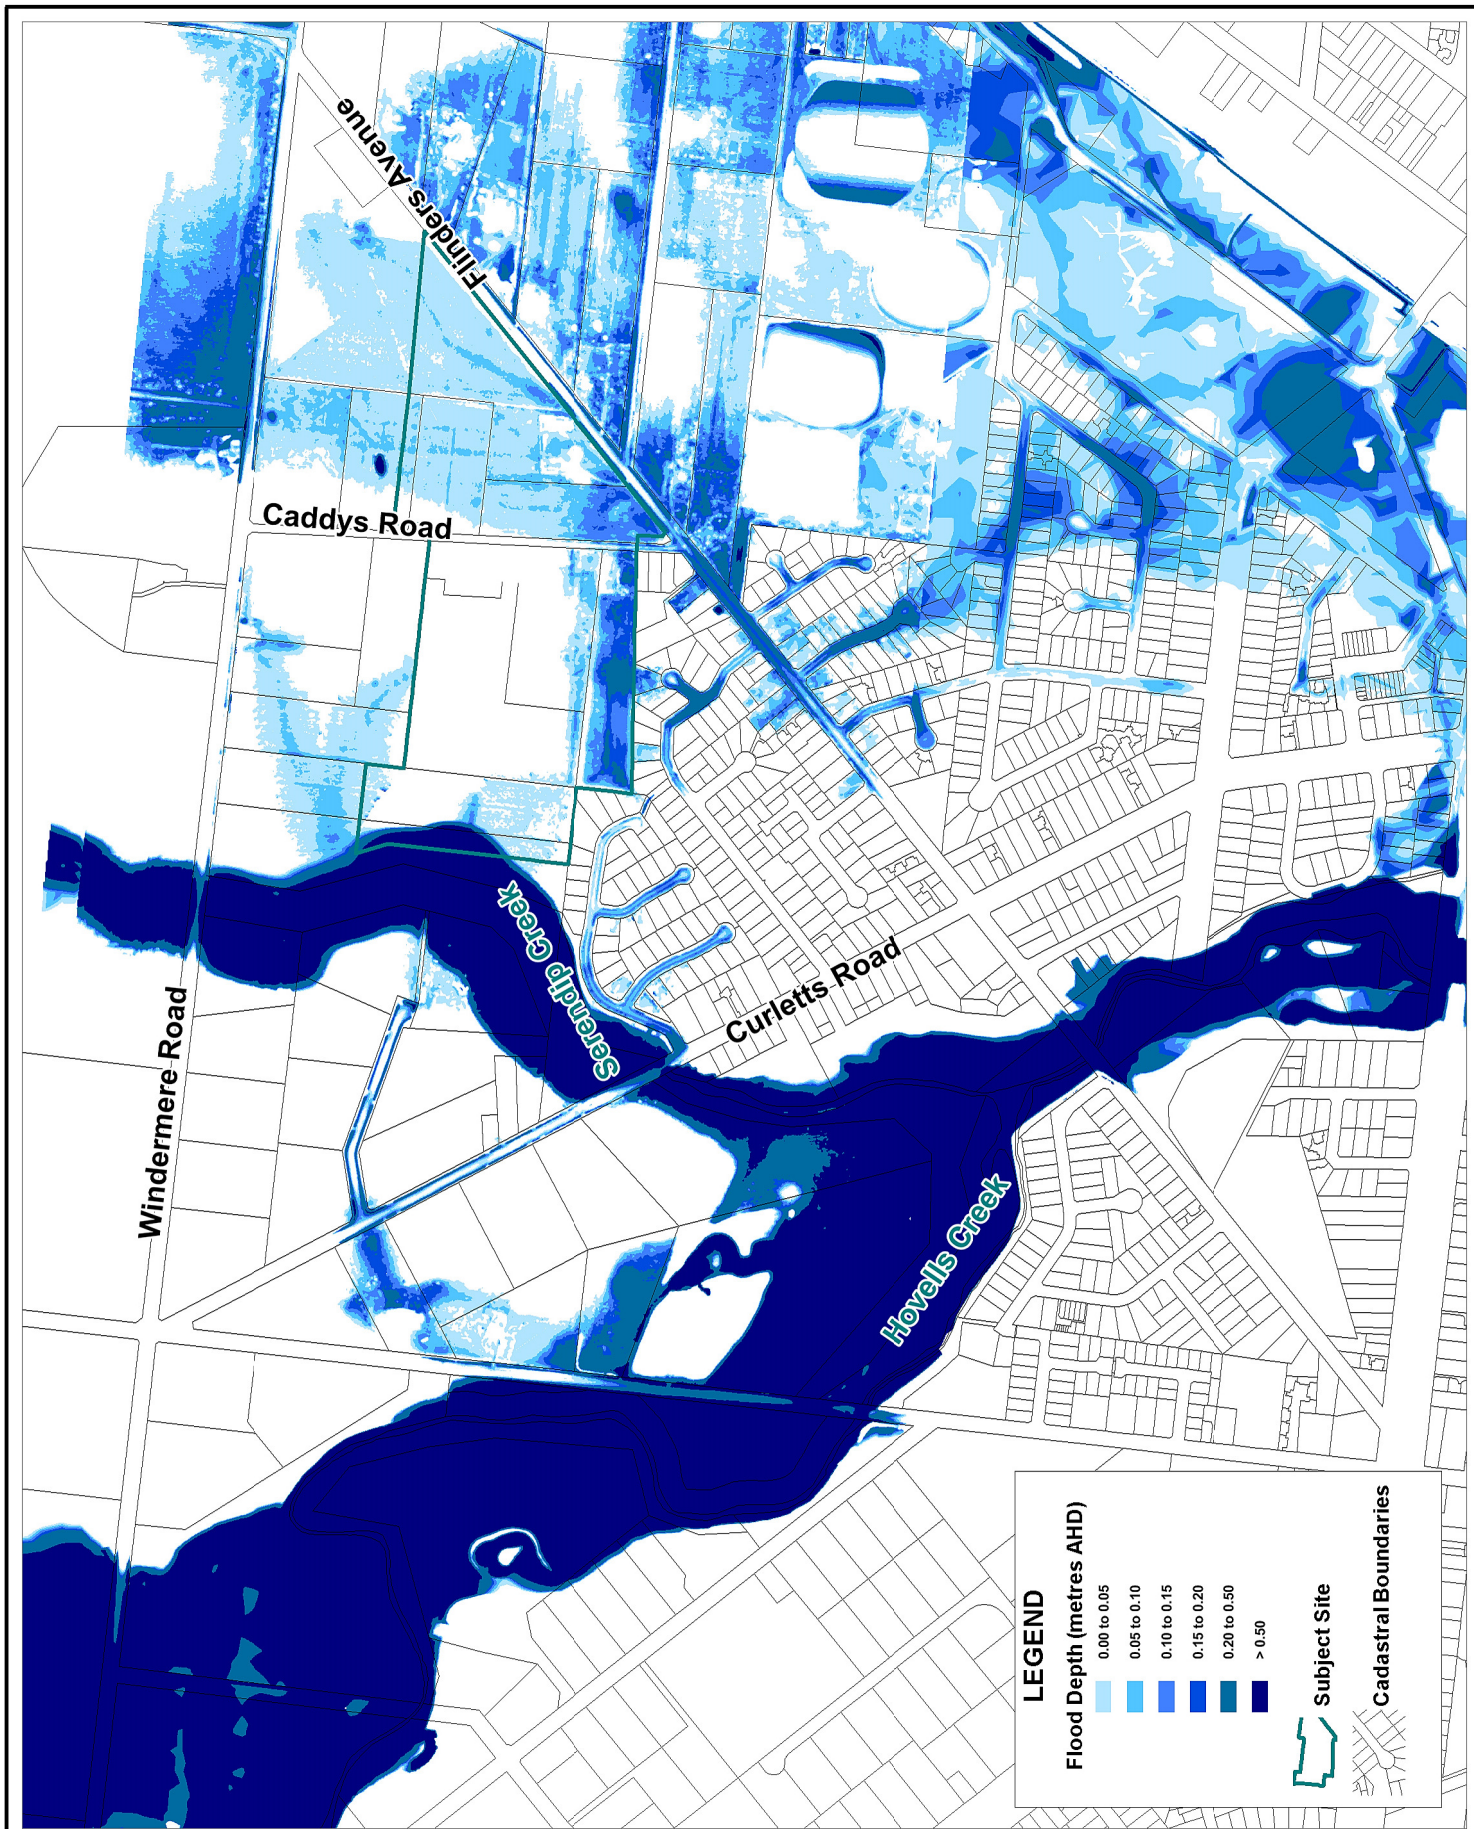 Flinders Avenue
Caddys Road
Windermere Road
Serendip Creek
Curletts Road
Hovells Creek
LEGEND
Flood Depth (metres AHD)
0.00 to 0.05
0.05 to 0.10
0.10 to 0.15
0.15 to 0.20
0.20 to 0.50
> 0.50
Subject Site
Cadastral Boundaries